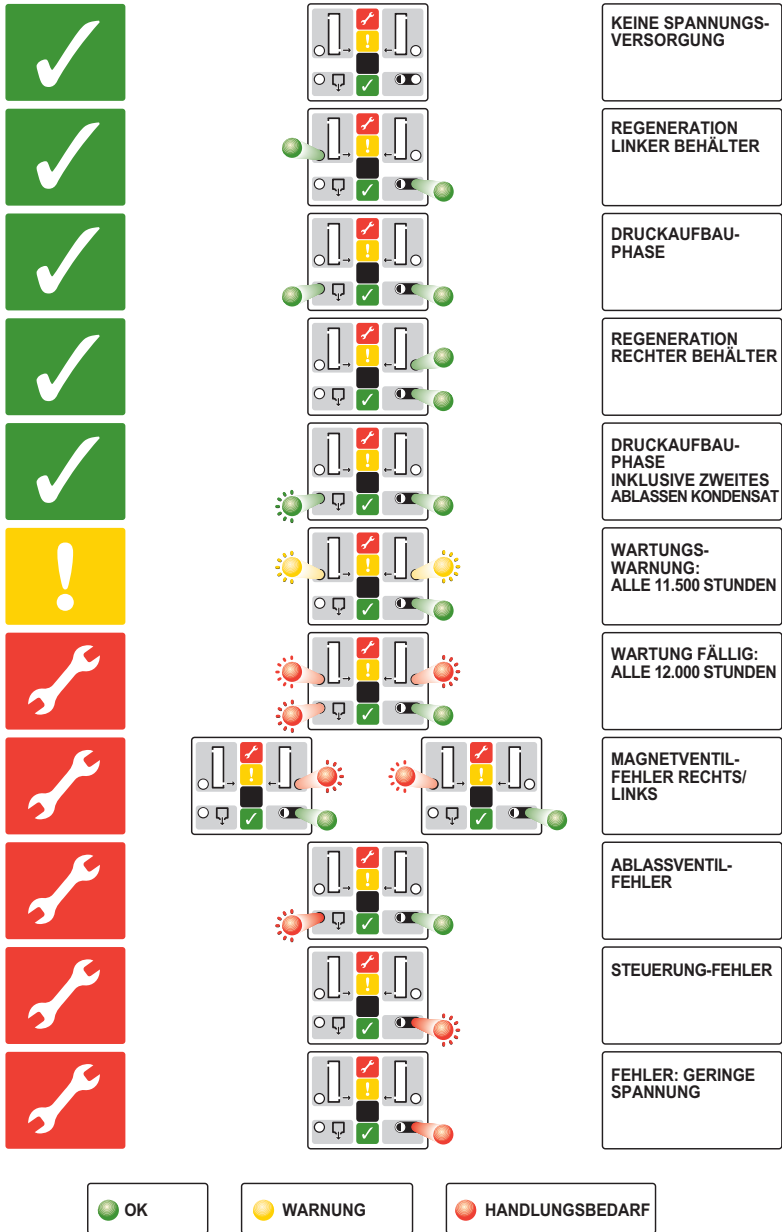 KEINE SPANNUNGS-
VERSORGUNG
REGENERATION
LINKER BEHÄLTER
DRUCKAUFBAU-
PHASE
REGENERATION
RECHTER BEHÄLTER
DRUCKAUFBAU-
PHASE
INKLUSIVE ZWEITES
ABLASSEN KONDENSAT
WARTUNGS-
WARNUNG:
ALLE 11.500 STUNDEN
WARTUNG FÄLLIG:
ALLE 12.000 STUNDEN
MAGNETVENTIL-
FEHLER RECHTS/
LINKS
ABLASSVENTIL-
FEHLER
STEUERUNG-FEHLER
FEHLER: GERINGE
SPANNUNG
OK
WARNUNG
HANDLUNGSBEDARF